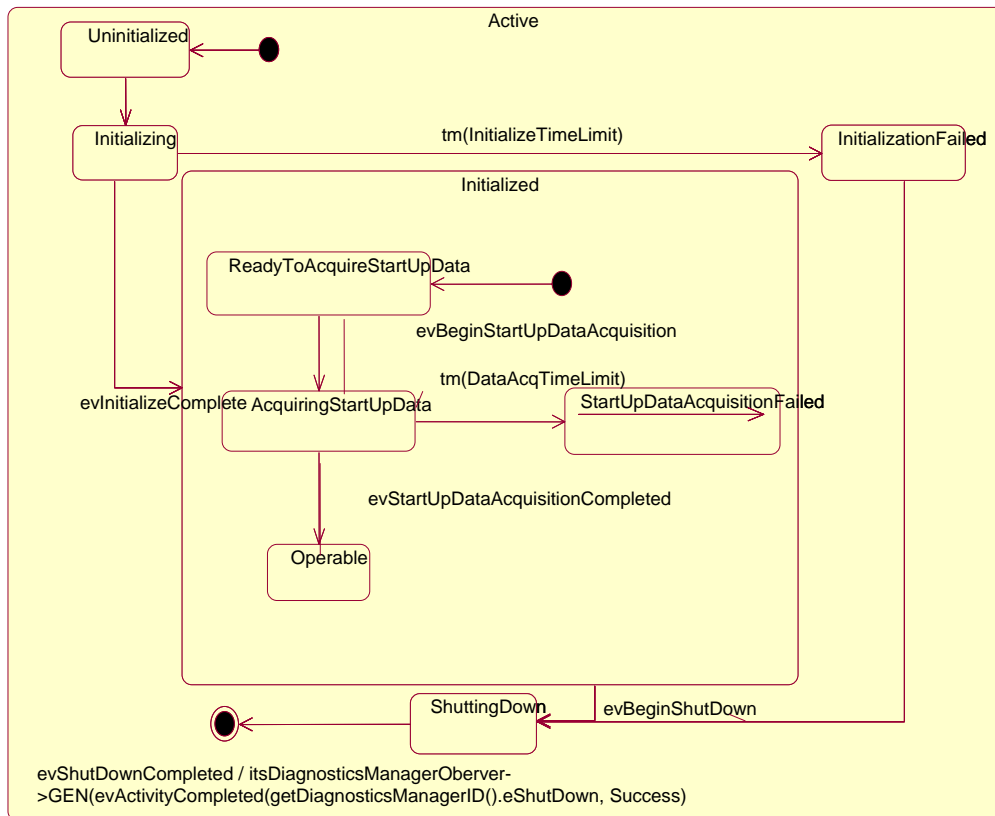 Active
Uninitialized
Initializing
tm(InitializeTimeLimit)
InitializationFailed
Initialized
ReadyToAcquireStartUpData
evBeginStartUpDataAcquisition
tm(DataAcqTimeLimit)
evInitializeComplete
AcquiringStartUpData
StartUpDataAcquisitionFailed
evStartUpDataAcquisitionCompleted
Operable
ShuttingDown
evBeginShutDown
evShutDownCompleted / itsDiagnosticsManagerOberver-
>GEN(evActivityCompleted(getDiagnosticsManagerID().eShutDown, Success)